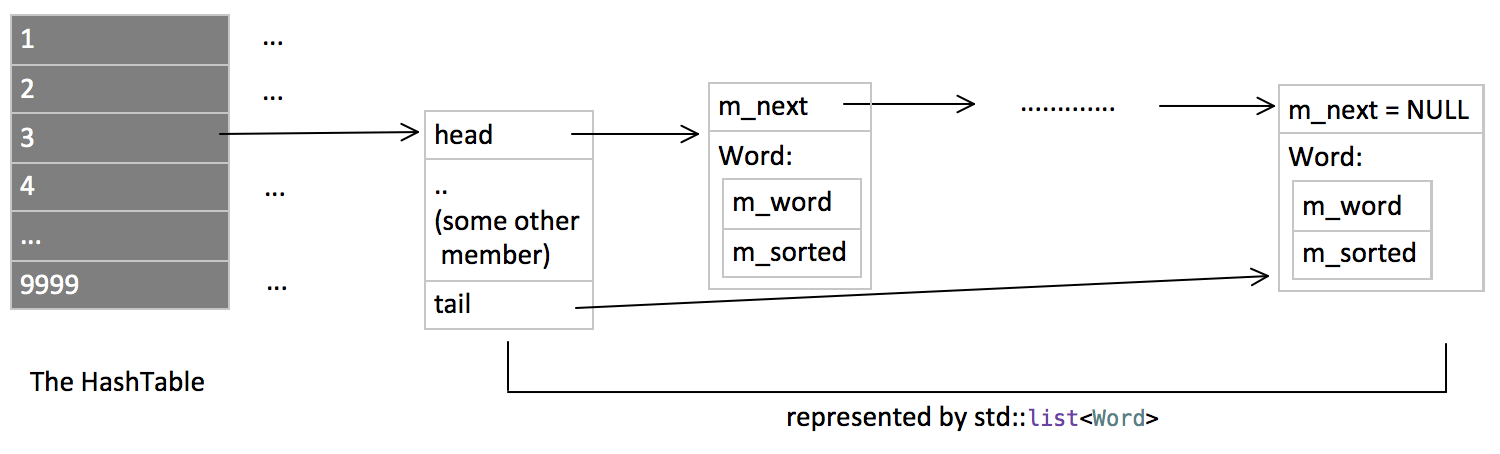 1
...
2
...
3
4
...
...
9999
...
head
..
(some other
member)
tail
m_next
Word:
m_word
m_sorted
.............
m_next = NULL
Word:
m_word
m_sorted
The HashTable
represented by std::list<Word>